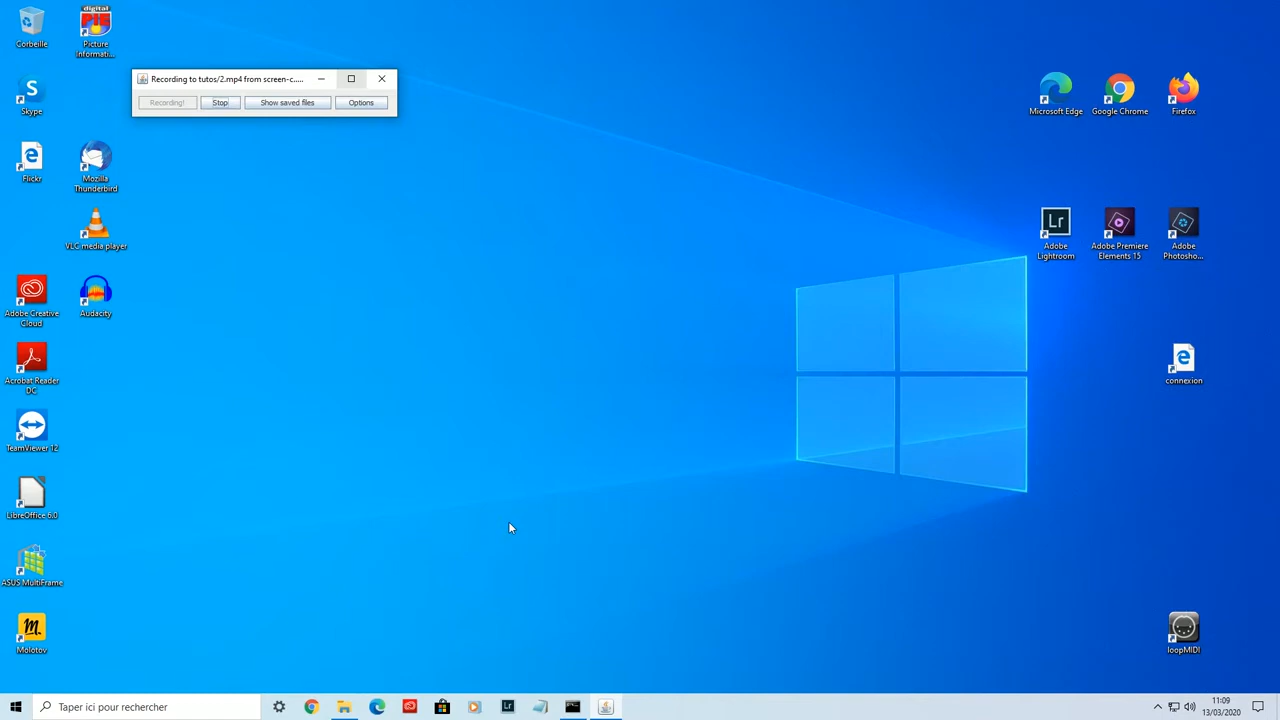 Corbeille
digital
PIE
Picture
Informati...
Recording to tutos/2.mp4 from screen-c.....
Recording!
Stop
Show saved files
Options
S
Skype
Microsoft Edge
Google Chrome
Firefox
Flickr
Mozilla
Thunderbird
VLC media player
Lr
Adobe
Lightroom
Adobe Premiere
Elements 15
Adobe
Photosho...
Adobe Creative
Cloud
Audacity
Acrobat Reader
DC
connexion
TeamViewer 12
LibreOffice 6.0
ASUS MultiFrame
m
Molotov
loopMIDI
Taper ici pour rechercher
Lr
11:09
13/03/2020